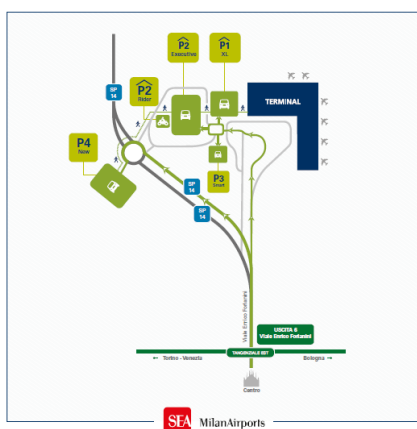 P2
Executive
P1
XL
P2
Rider
SP
14
TERMINAL
P4
New
P3
Smart
SP
14
SP
14
Viale Enrico Forlanini
USCITA 6
Viale Enrico Forlanini
TANGENZIALE EST
← Torino - Venezia
Bologna →
Centro
SEA MilanAirports